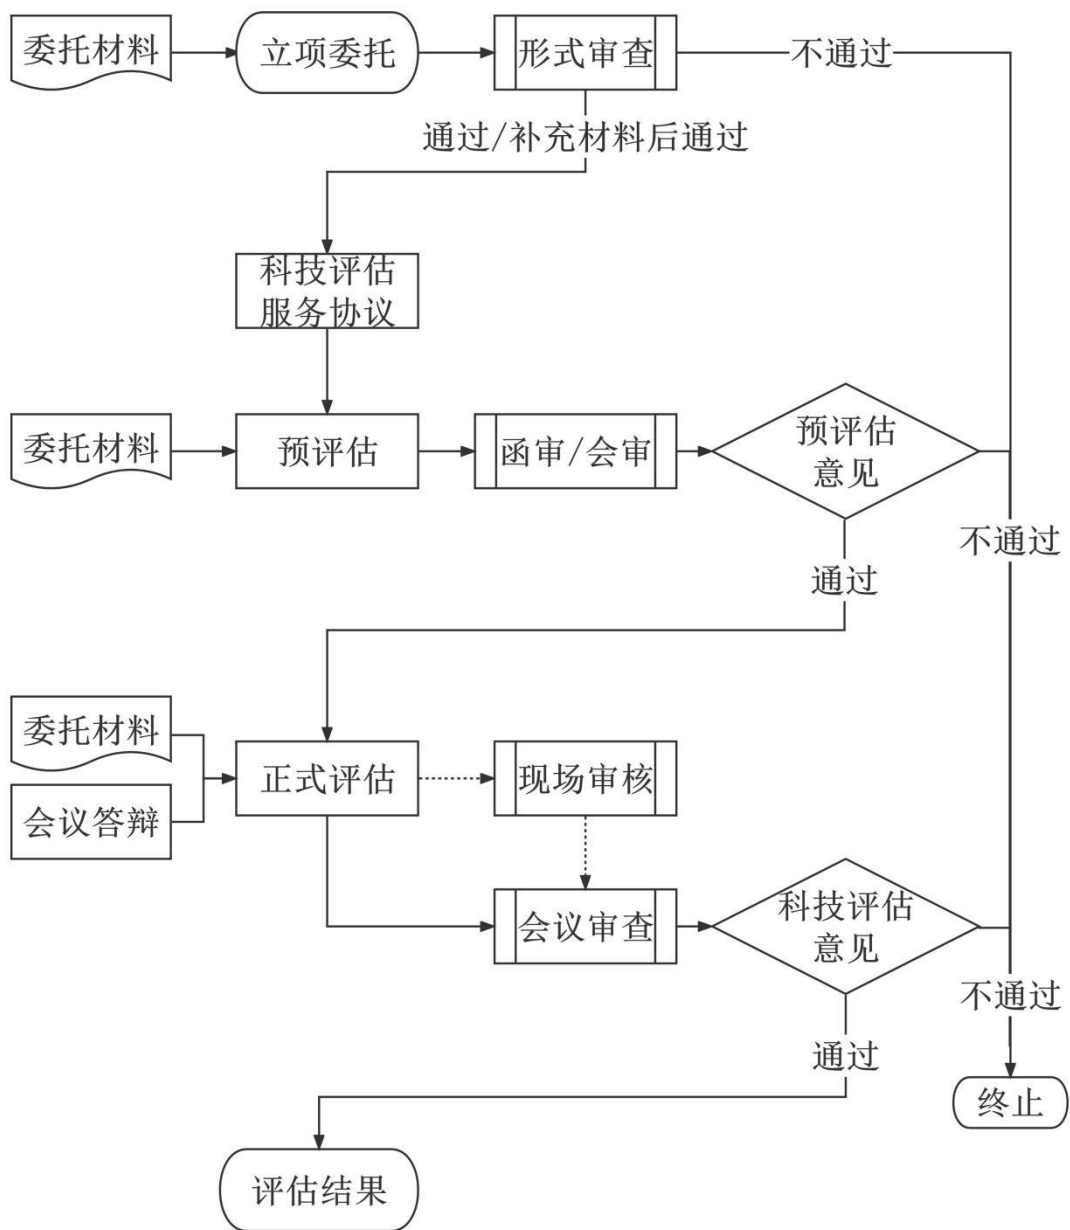 委托材料
立项委托
形式审查
不通过
通过/补充材料后通过
科技评估
服务协议
委托材料
预评估
函审/会审
预评估
意见
不通过
通过
委托材料
会议答辩
正式评估
现场审核
会议审查
科技评估
意见
不通过
通过
终止
评估结果